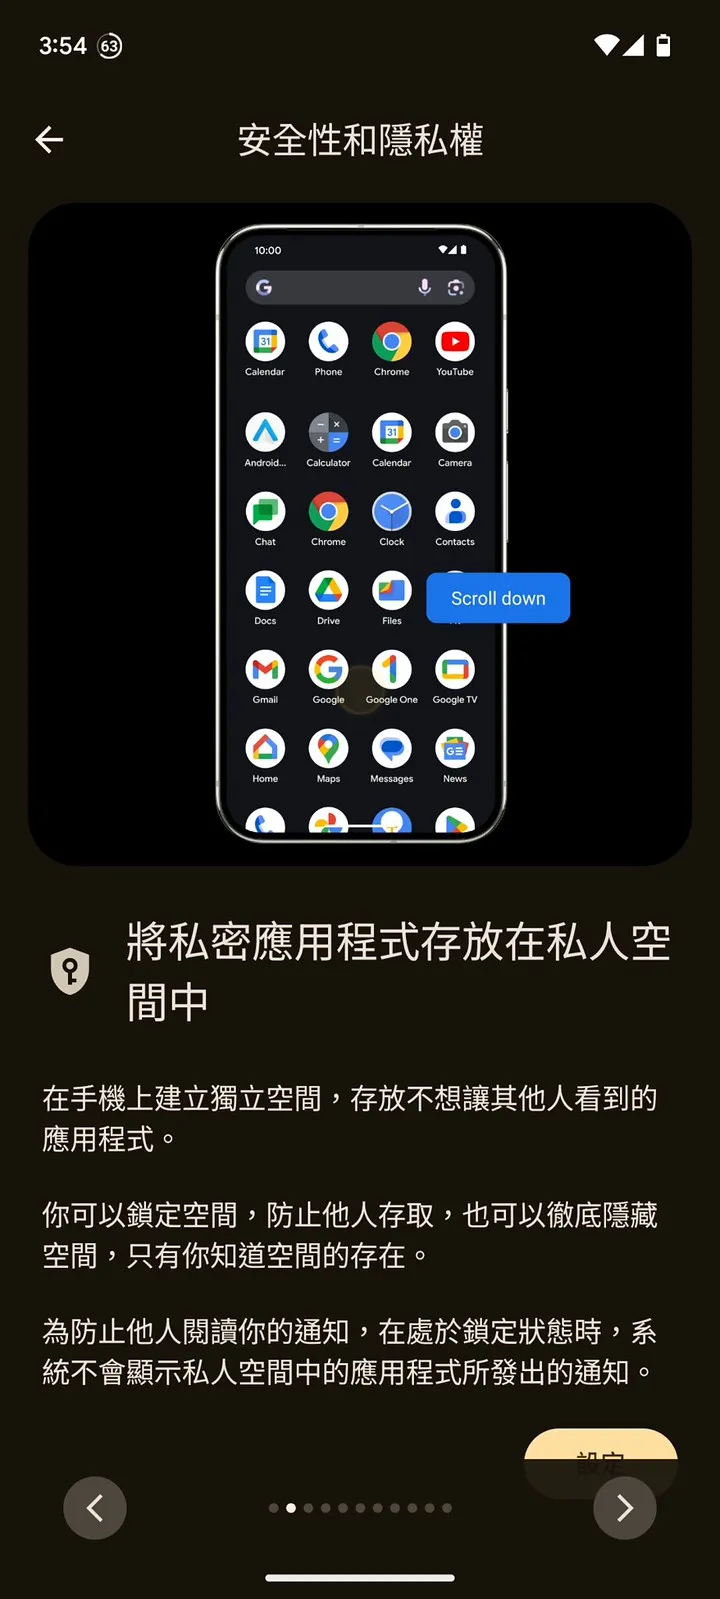 3:54 63
安全性和隱私權
10:00
Calendar Phone Chrome YouTube
Android... Calculator Calendar Camera
Chat Chrome Clock Contacts
Scroll down
Docs Drive Files
Gmail Google Google One Google TV
Home Maps Messages News
將私密應用程式存放在私人空
間中
在手機上建立獨立空間，存放不想讓其他人看到的
應用程式。
你可以鎖定空間，防止他人存取，也可以徹底隱藏
空間，只有你知道空間的存在。
為防止他人閱讀你的通知，在處於鎖定狀態時，系
統不會顯示私人空間中的應用程式所發出的通知。
設定